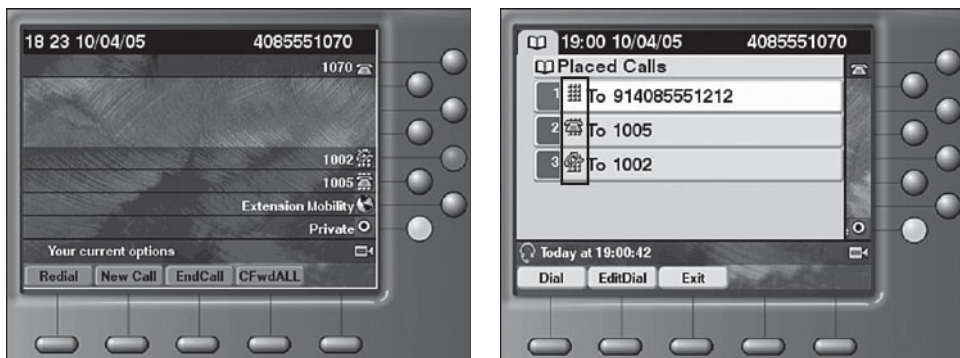 18 23 10/04/05 4085551070
1070
1002
1005
Extension Mobility
Private
Your current options
Redial New Call EndCall CFwdALL
19:00 10/04/05 4085551070
Placed Calls
1 To 914085551212
2 To 1005
3 To 1002
Today at 19:00:42
Dial EditDial Exit